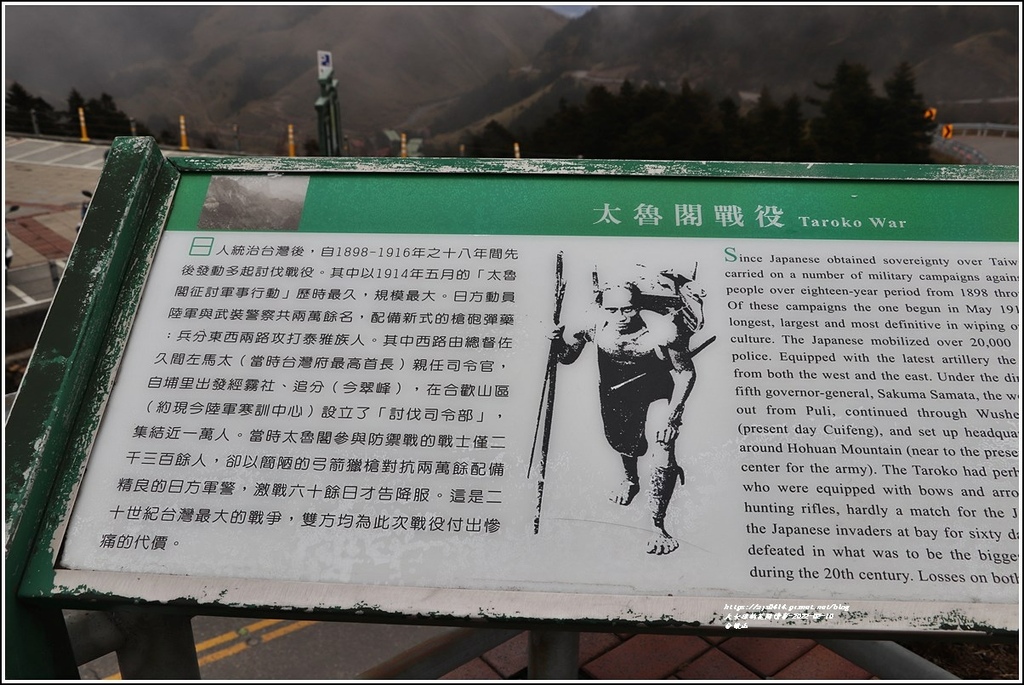 太魯閣戰役 Taroko War
日人統治台灣後，自1898-1916年之十八年間先
後發動多起討伐戰役。其中以1914年五月的「太魯
閣征討軍事行動」歷時最久，規模最大。日方動員
陸軍與武裝警察共兩萬餘名，配備新式的槍砲彈藥
；兵分東西兩路攻打泰雅族人。其中西路由總督佐
久間左馬太（當時台灣府最高首長）親任司令官，
自埔里出發經霧社、追分（今翠峰），在合歡山區
（約現今陸軍寒訓中心）設立了「討伐司令部」，
集結近一萬人。當時太魯閣參與防禦戰的戰士僅二
千三百餘人，卻以簡陋的弓箭獵槍對抗兩萬餘配備
精良的日方軍警，激戰六十餘日才告降服。這是二
十世紀台灣最大的戰爭，雙方均為此次戰役付出慘
痛的代價。
Since Japanese obtained sovereignty over Taiw
carried on a number of military campaigns again
people over eighteen-year period from 1898 thro
Of these campaigns the one begun in May 191
longest, largest and most definitive in wiping o
culture. The Japanese mobilized over 20,000
police. Equipped with the latest artillery the
from both the west and the east. Under the di
fifth governor-general, Sakuma Samata, the w
out from Puli, continued through Wushe
(present day Cuifeng), and set up headqua
around Hohuan Mountain (near to the prese
center for the army). The Taroko had perh
who were equipped with bows and arro
hunting rifles, hardly a match for the J
the Japanese invaders at bay for sixty da
defeated in what was to be the bigge
during the 20th century. Losses on both